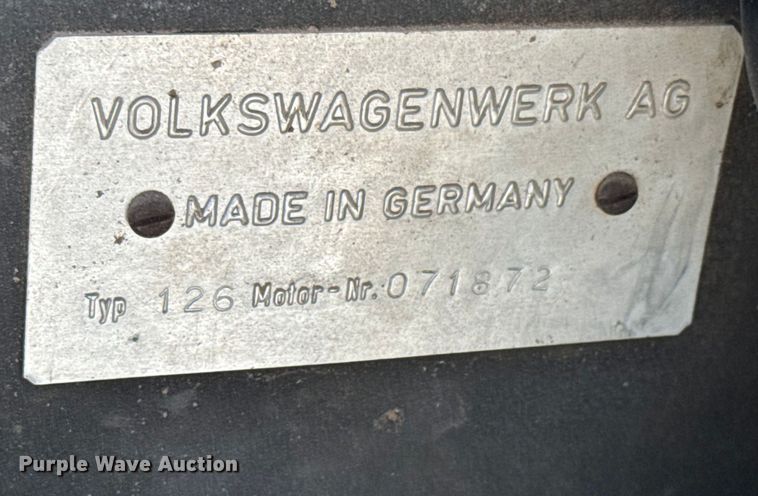 VOLKSWAGENWERK AG
MADE IN GERMANY
Typ 126 Motor-Nr. 071872
Purple Wave Auction